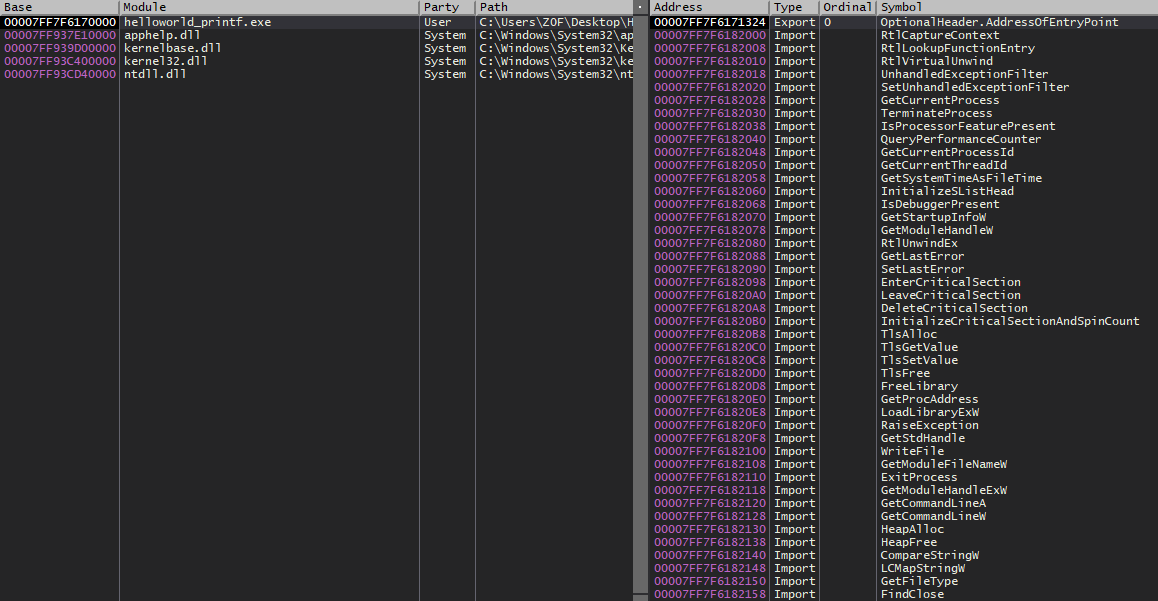 Base Module Party Path
00007FF7F6170000 helloworld_printf.exe User C:\Users\ZOF\Desktop\H
00007FF937E10000 apphelp.dll System C:\Windows\System32\ap
00007FF939D00000 kernelbase.dll System C:\Windows\System32\Ke
00007FF93C400000 kernel32.dll System C:\Windows\System32\ke
00007FF93CD40000 ntdll.dll System C:\Windows\System32\nt
Address Type Ordinal Symbol
00007FF7F6171324 Export 0 OptionalHeader.AddressOfEntryPoint
00007FF7F6182000 Import RtlCaptureContext
00007FF7F6182008 Import RtlLookupFunctionEntry
00007FF7F6182010 Import RtlVirtualUnwind
00007FF7F6182018 Import UnhandledExceptionFilter
00007FF7F6182020 Import SetUnhandledExceptionFilter
00007FF7F6182028 Import GetCurrentProcess
00007FF7F6182030 Import TerminateProcess
00007FF7F6182038 Import IsProcessorFeaturePresent
00007FF7F6182040 Import QueryPerformanceCounter
00007FF7F6182048 Import GetCurrentProcessId
00007FF7F6182050 Import GetCurrentThreadId
00007FF7F6182058 Import GetSystemTimeAsFileTime
00007FF7F6182060 Import InitializeSListHead
00007FF7F6182068 Import IsDebuggerPresent
00007FF7F6182070 Import GetStartupInfoW
00007FF7F6182078 Import GetModuleHandleW
00007FF7F6182080 Import RtlUnwindEx
00007FF7F6182088 Import GetLastError
00007FF7F6182090 Import SetLastError
00007FF7F6182098 Import EnterCriticalSection
00007FF7F61820A0 Import LeaveCriticalSection
00007FF7F61820A8 Import DeleteCriticalSection
00007FF7F61820B0 Import InitializeCriticalSectionAndSpinCount
00007FF7F61820B8 Import TlsAlloc
00007FF7F61820C0 Import TlsGetValue
00007FF7F61820C8 Import TlsSetValue
00007FF7F61820D0 Import TlsFree
00007FF7F61820D8 Import FreeLibrary
00007FF7F61820E0 Import GetProcAddress
00007FF7F61820E8 Import LoadLibraryExW
00007FF7F61820F0 Import RaiseException
00007FF7F61820F8 Import GetStdHandle
00007FF7F6182100 Import WriteFile
00007FF7F6182108 Import GetModuleFileNameW
00007FF7F6182110 Import ExitProcess
00007FF7F6182118 Import GetModuleHandleExW
00007FF7F6182120 Import GetCommandLineA
00007FF7F6182128 Import GetCommandLineW
00007FF7F6182130 Import HeapAlloc
00007FF7F6182138 Import HeapFree
00007FF7F6182140 Import CompareStringW
00007FF7F6182148 Import LCMapStringW
00007FF7F6182150 Import GetFileType
00007FF7F6182158 Import FindClose